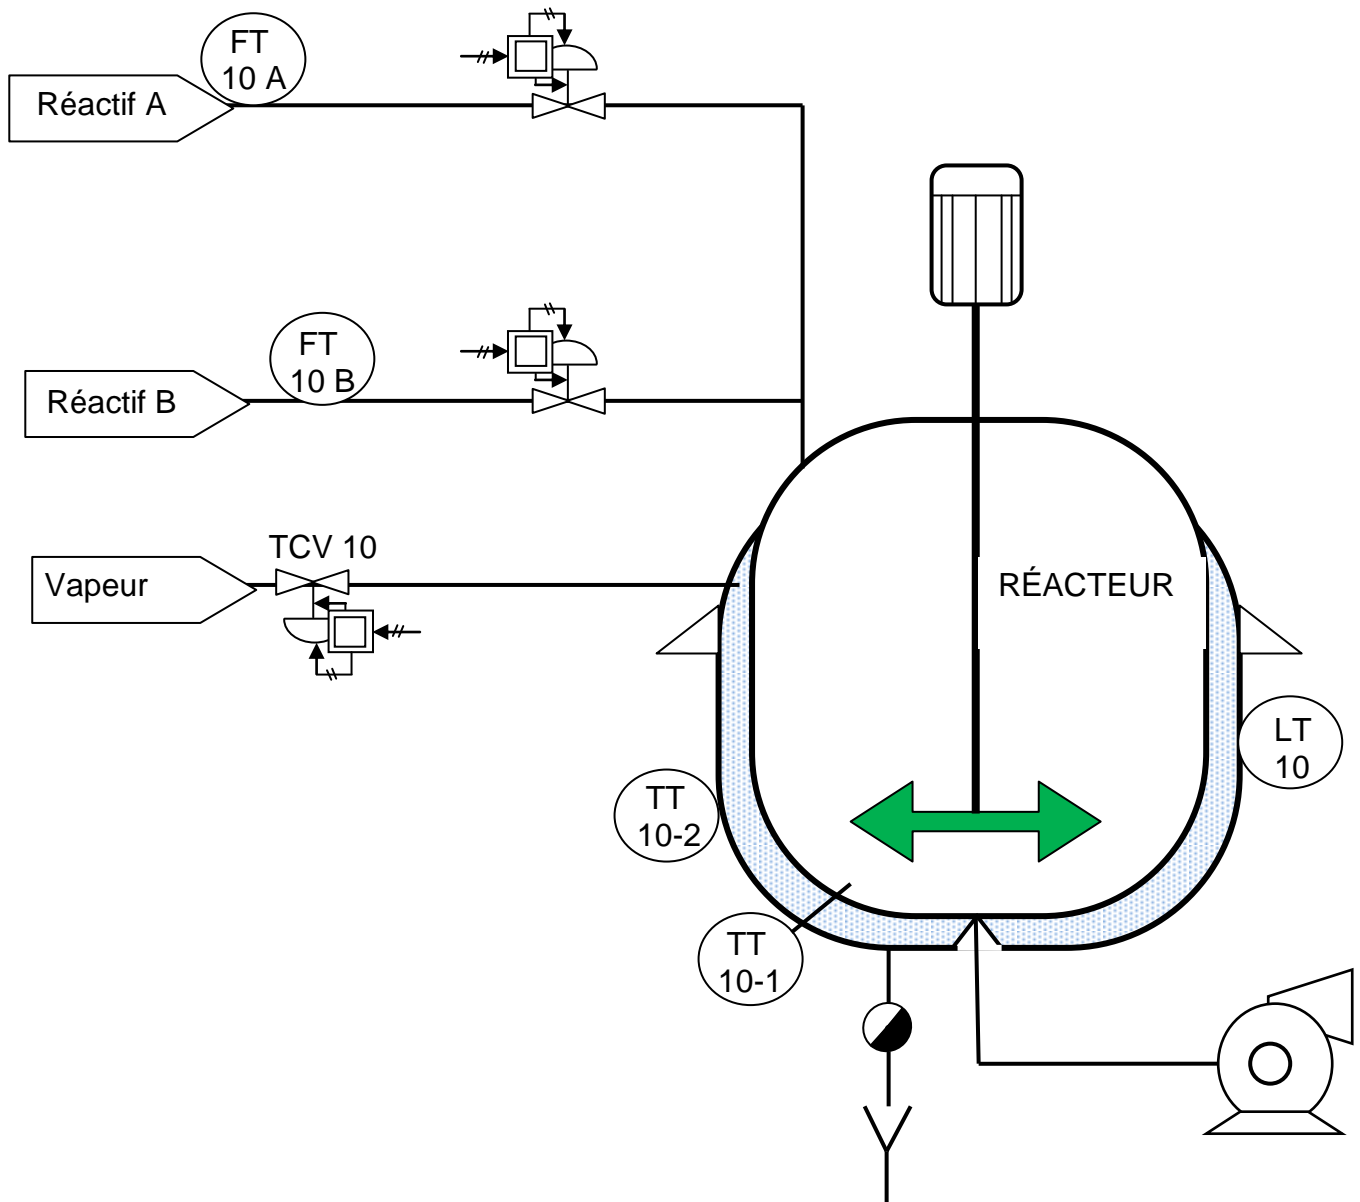 FT
10 A
Réactif A
FT
10 B
Réactif B
TCV 10
Vapeur
RÉACTEUR
LT
10
TT
10-2
TT
10-1